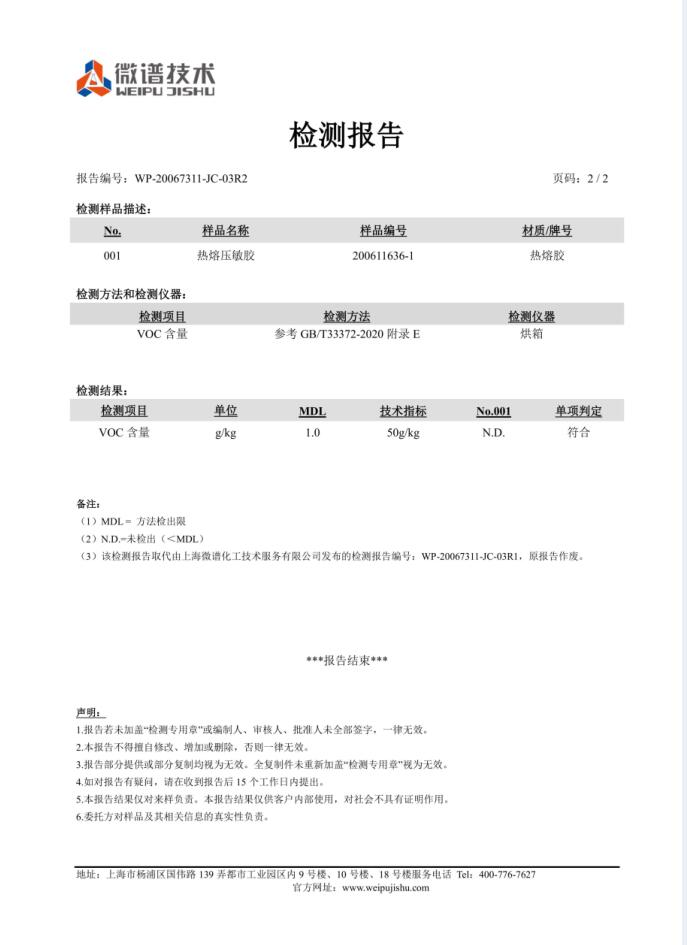 微谱技术
WEIPU JISHU
检测报告
报告编号：WP-20067311-JC-03R2 页码：2 / 2
检测样品描述：
No. 样品名称 样品编号 材质/牌号
001 热熔压敏胶 200611636-1 热熔胶
检测方法和检测仪器：
检测项目 检测方法 检测仪器
VOC 含量 参考 GB/T33372-2020 附录 E 烘箱
检测结果：
检测项目 单位 MDL 技术指标 No.001 单项判定
VOC 含量 g/kg 1.0 50g/kg N.D. 符合
备注：
（1）MDL = 方法检出限
（2）N.D.=未检出（＜MDL）
（3）该检测报告取代由上海微谱化工技术服务有限公司发布的检测报告编号：WP-20067311-JC-03R1，原报告作废。
***报告结束***
声明：
1.报告若未加盖“检测专用章”或编制人、审核人、批准人未全部签字，一律无效。
2.本报告不得擅自修改、增加或删除，否则一律无效。
3.报告部分提供或部分复制均视为无效。全复制件未重新加盖“检测专用章”视为无效。
4.如对报告有疑问，请在收到报告后 15 个工作日内提出。
5.本报告结果仅对来样负责。本报告结果仅供客户内部使用，对社会不具有证明作用。
6.委托方对样品及其相关信息的真实性负责。
地址：上海市杨浦区国伟路 139 弄都市工业园区内 9 号楼、10 号楼、18 号楼服务电话 Tel：400-776-7627
官方网址：www.weipujishu.com